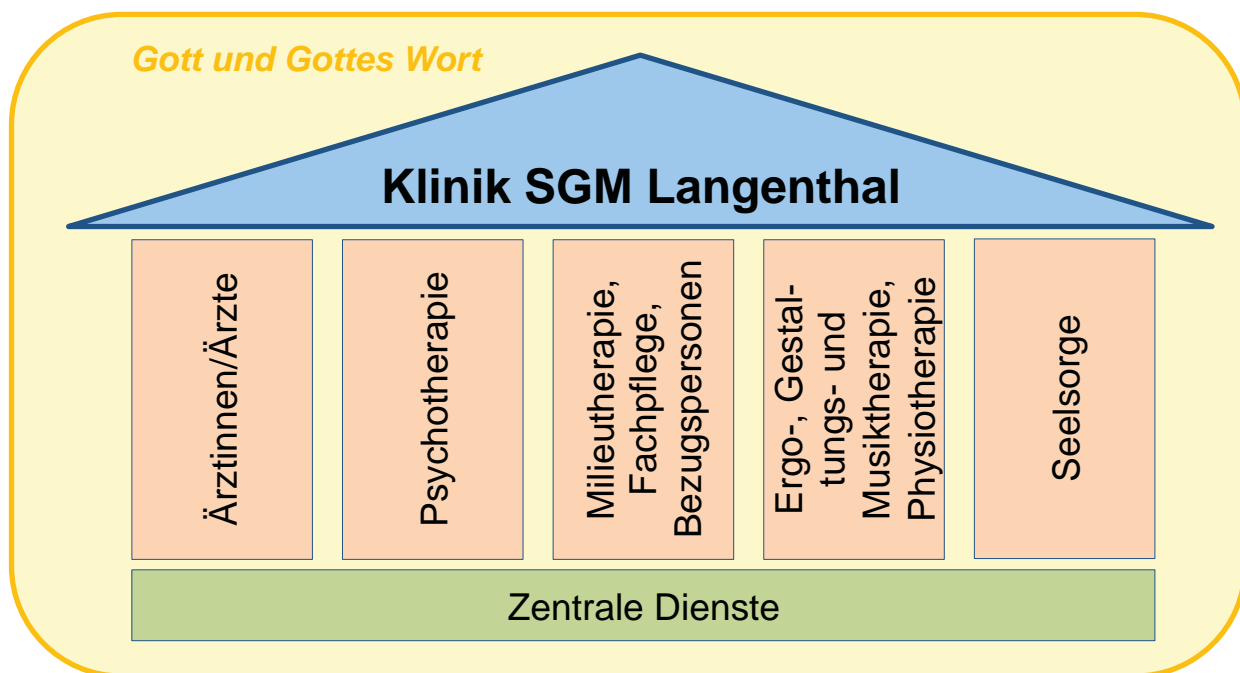 Gott und Gottes Wort
Klinik SGM Langenthal
Ärztinnen/Ärzte
Psychotherapie
Milieutherapie,
Fachpflege,
Bezugspersonen
Ergo-, Gestal-
tungs- und
Musiktherapie,
Physiotherapie
Seelsorge
Zentrale Dienste